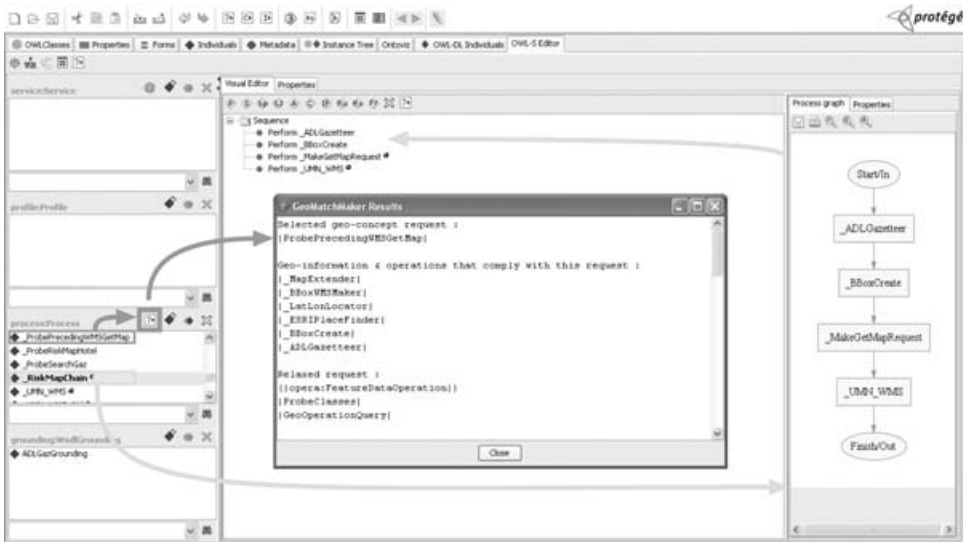 protégé
OWLClasses Properties Forms Individuals Metadata Instance Tree Ontoviz OWL-DL Individuals OWL-S Editor
service:Service
Visual Editor Properties
Sequence
Perform _ADLGazetteer
Perform _BBoxCreate
Perform _MakeGetMapRequest
Perform _UMN_WMS
profile:Profile
process:Process
_ProbePrecedingWMSGetMap
_ProbeRiskMapHotel
_ProbeSearchGaz
_RiskMapChain
_UMN_WMS
ADLGazGrounding
GeoMatchMaker Results
Selected geo-concept request :
|ProbePrecedingWMSGetMap|
Geo-information & operations that comply with this request :
|_MapExtender|
|_BBoxWMSMaker|
|_LatLonLocator|
|_ESRIPlaceFinder|
|_BBoxCreate|
|_ADLGazetteer|
Relaxed request :
{|opera:FeatureDataOperation|}
|ProbeClasses|
|GeoOperationQuery|
Close
Process graph Properties
Start/In
_ADLGazetteer
_BBoxCreate
_MakeGetMapRequest
_UMN_WMS
Finish/Out